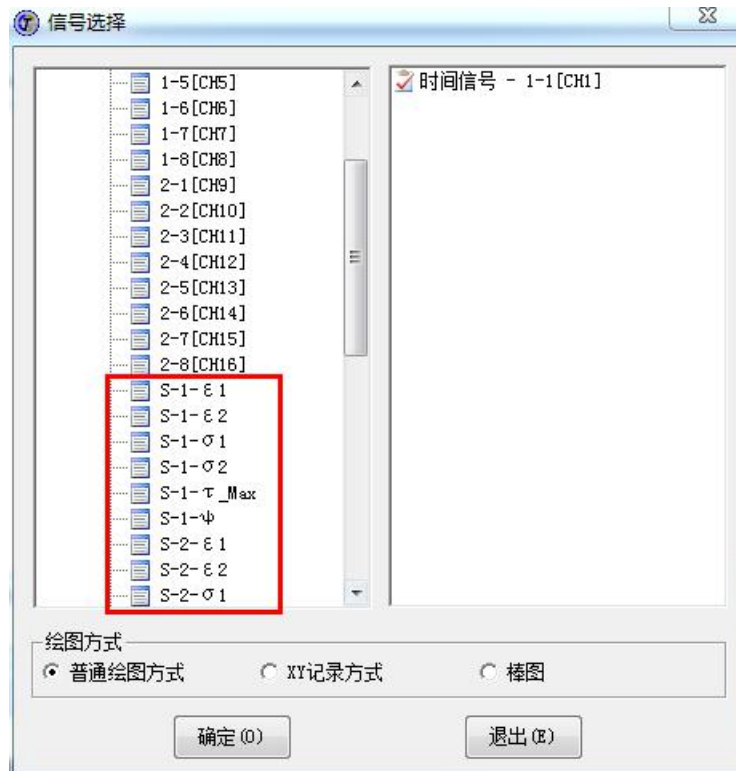 信号选择
1-5[CH5]
1-6[CH6]
1-7[CH7]
1-8[CH8]
2-1[CH9]
2-2[CH10]
2-3[CH11]
2-4[CH12]
2-5[CH13]
2-6[CH14]
2-7[CH15]
2-8[CH16]
S-1-ε1
S-1-ε2
S-1-σ1
S-1-σ2
S-1-τ_Max
S-1-ψ
S-2-ε1
S-2-ε2
S-2-σ1
时间信号 - 1-1[CH1]
绘图方式
普通绘图方式 XY记录方式 棒图
确定(O) 退出(E)